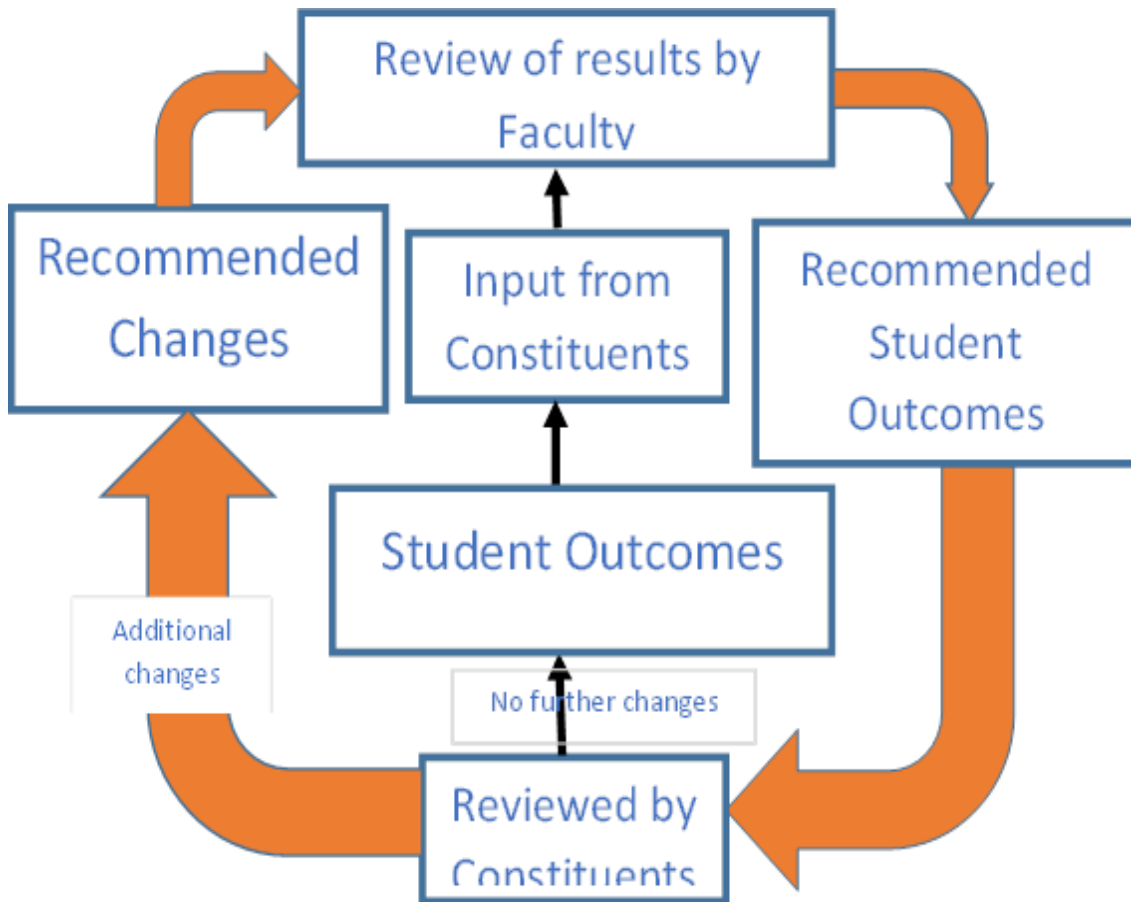 Review of results by
Faculty
Recommended
Changes
Input from
Constituents
Recommended
Student
Outcomes
Student Outcomes
Additional
changes
No further changes
Reviewed by
Constituents